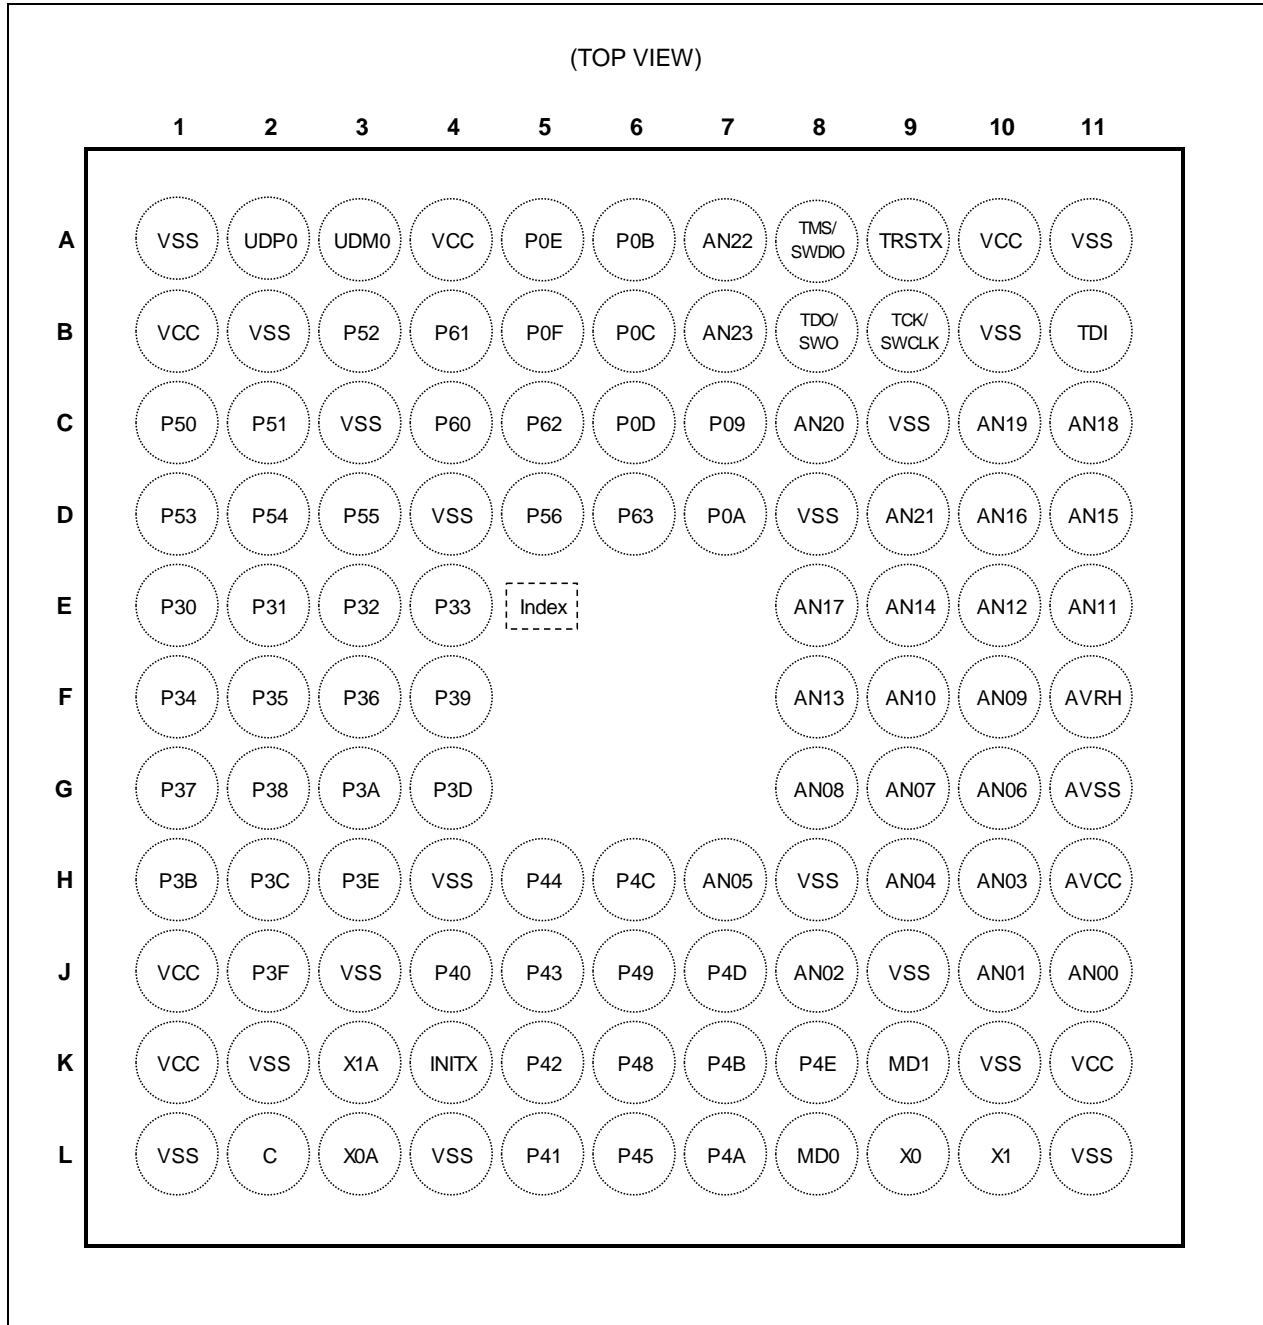 (TOP VIEW)
1 2 3 4 5 6 7 8 9 10 11
A VSS UDP0 UDM0 VCC P0E P0B AN22 TMS/SWDIO TRSTX VCC VSS
B VCC VSS P52 P61 P0F P0C AN23 TDO/SWO TCK/SWCLK VSS TDI
C P50 P51 VSS P60 P62 P0D P09 AN20 VSS AN19 AN18
D P53 P54 P55 VSS P56 P63 P0A VSS AN21 AN16 AN15
E P30 P31 P32 P33 Index AN17 AN14 AN12 AN11
F P34 P35 P36 P39 AN13 AN10 AN09 AVRH
G P37 P38 P3A P3D AN08 AN07 AN06 AVSS
H P3B P3C P3E VSS P44 P4C AN05 VSS AN04 AN03 AVCC
J VCC P3F VSS P40 P43 P49 P4D AN02 VSS AN01 AN00
K VCC VSS X1A INITX P42 P48 P4B P4E MD1 VSS VCC
L VSS C X0A VSS P41 P45 P4A MD0 X0 X1 VSS